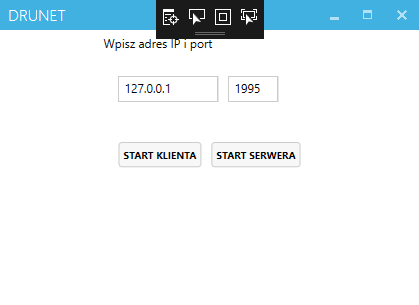 DRUNET
Wpisz adres IP i port
127.0.0.1
1995
START KLIENTA
START SERWERA